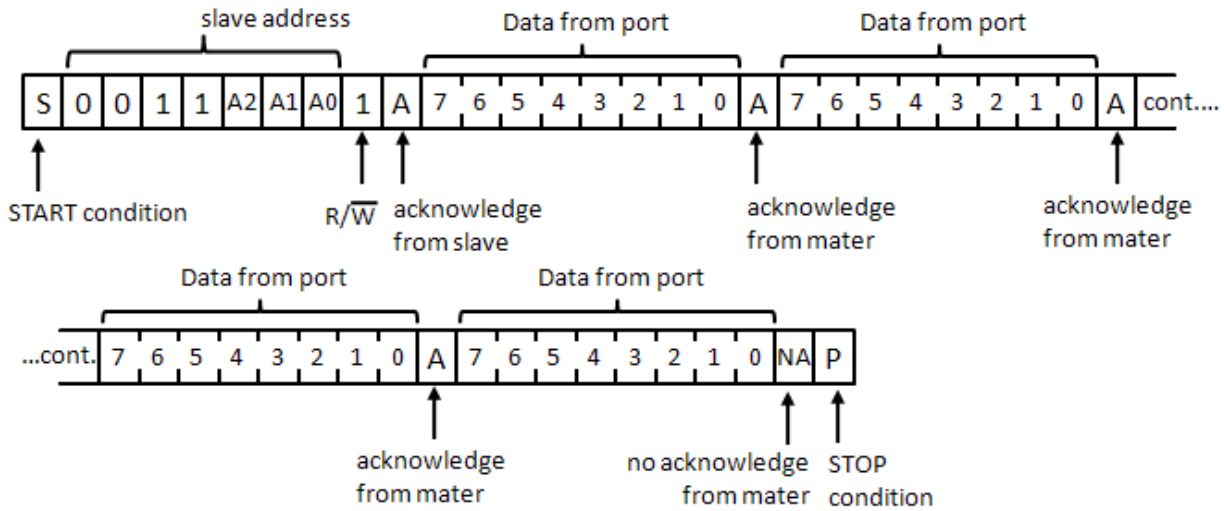 slave address Data from port Data from port
S 0 0 1 1 A2 A1 A0 1 A 7 6 5 4 3 2 1 0 A 7 6 5 4 3 2 1 0 A cont....
START condition R/W̅ acknowledge from slave acknowledge from mater acknowledge from mater
Data from port Data from port
...cont. 7 6 5 4 3 2 1 0 A 7 6 5 4 3 2 1 0 NA P
acknowledge from mater no acknowledge from mater STOP condition